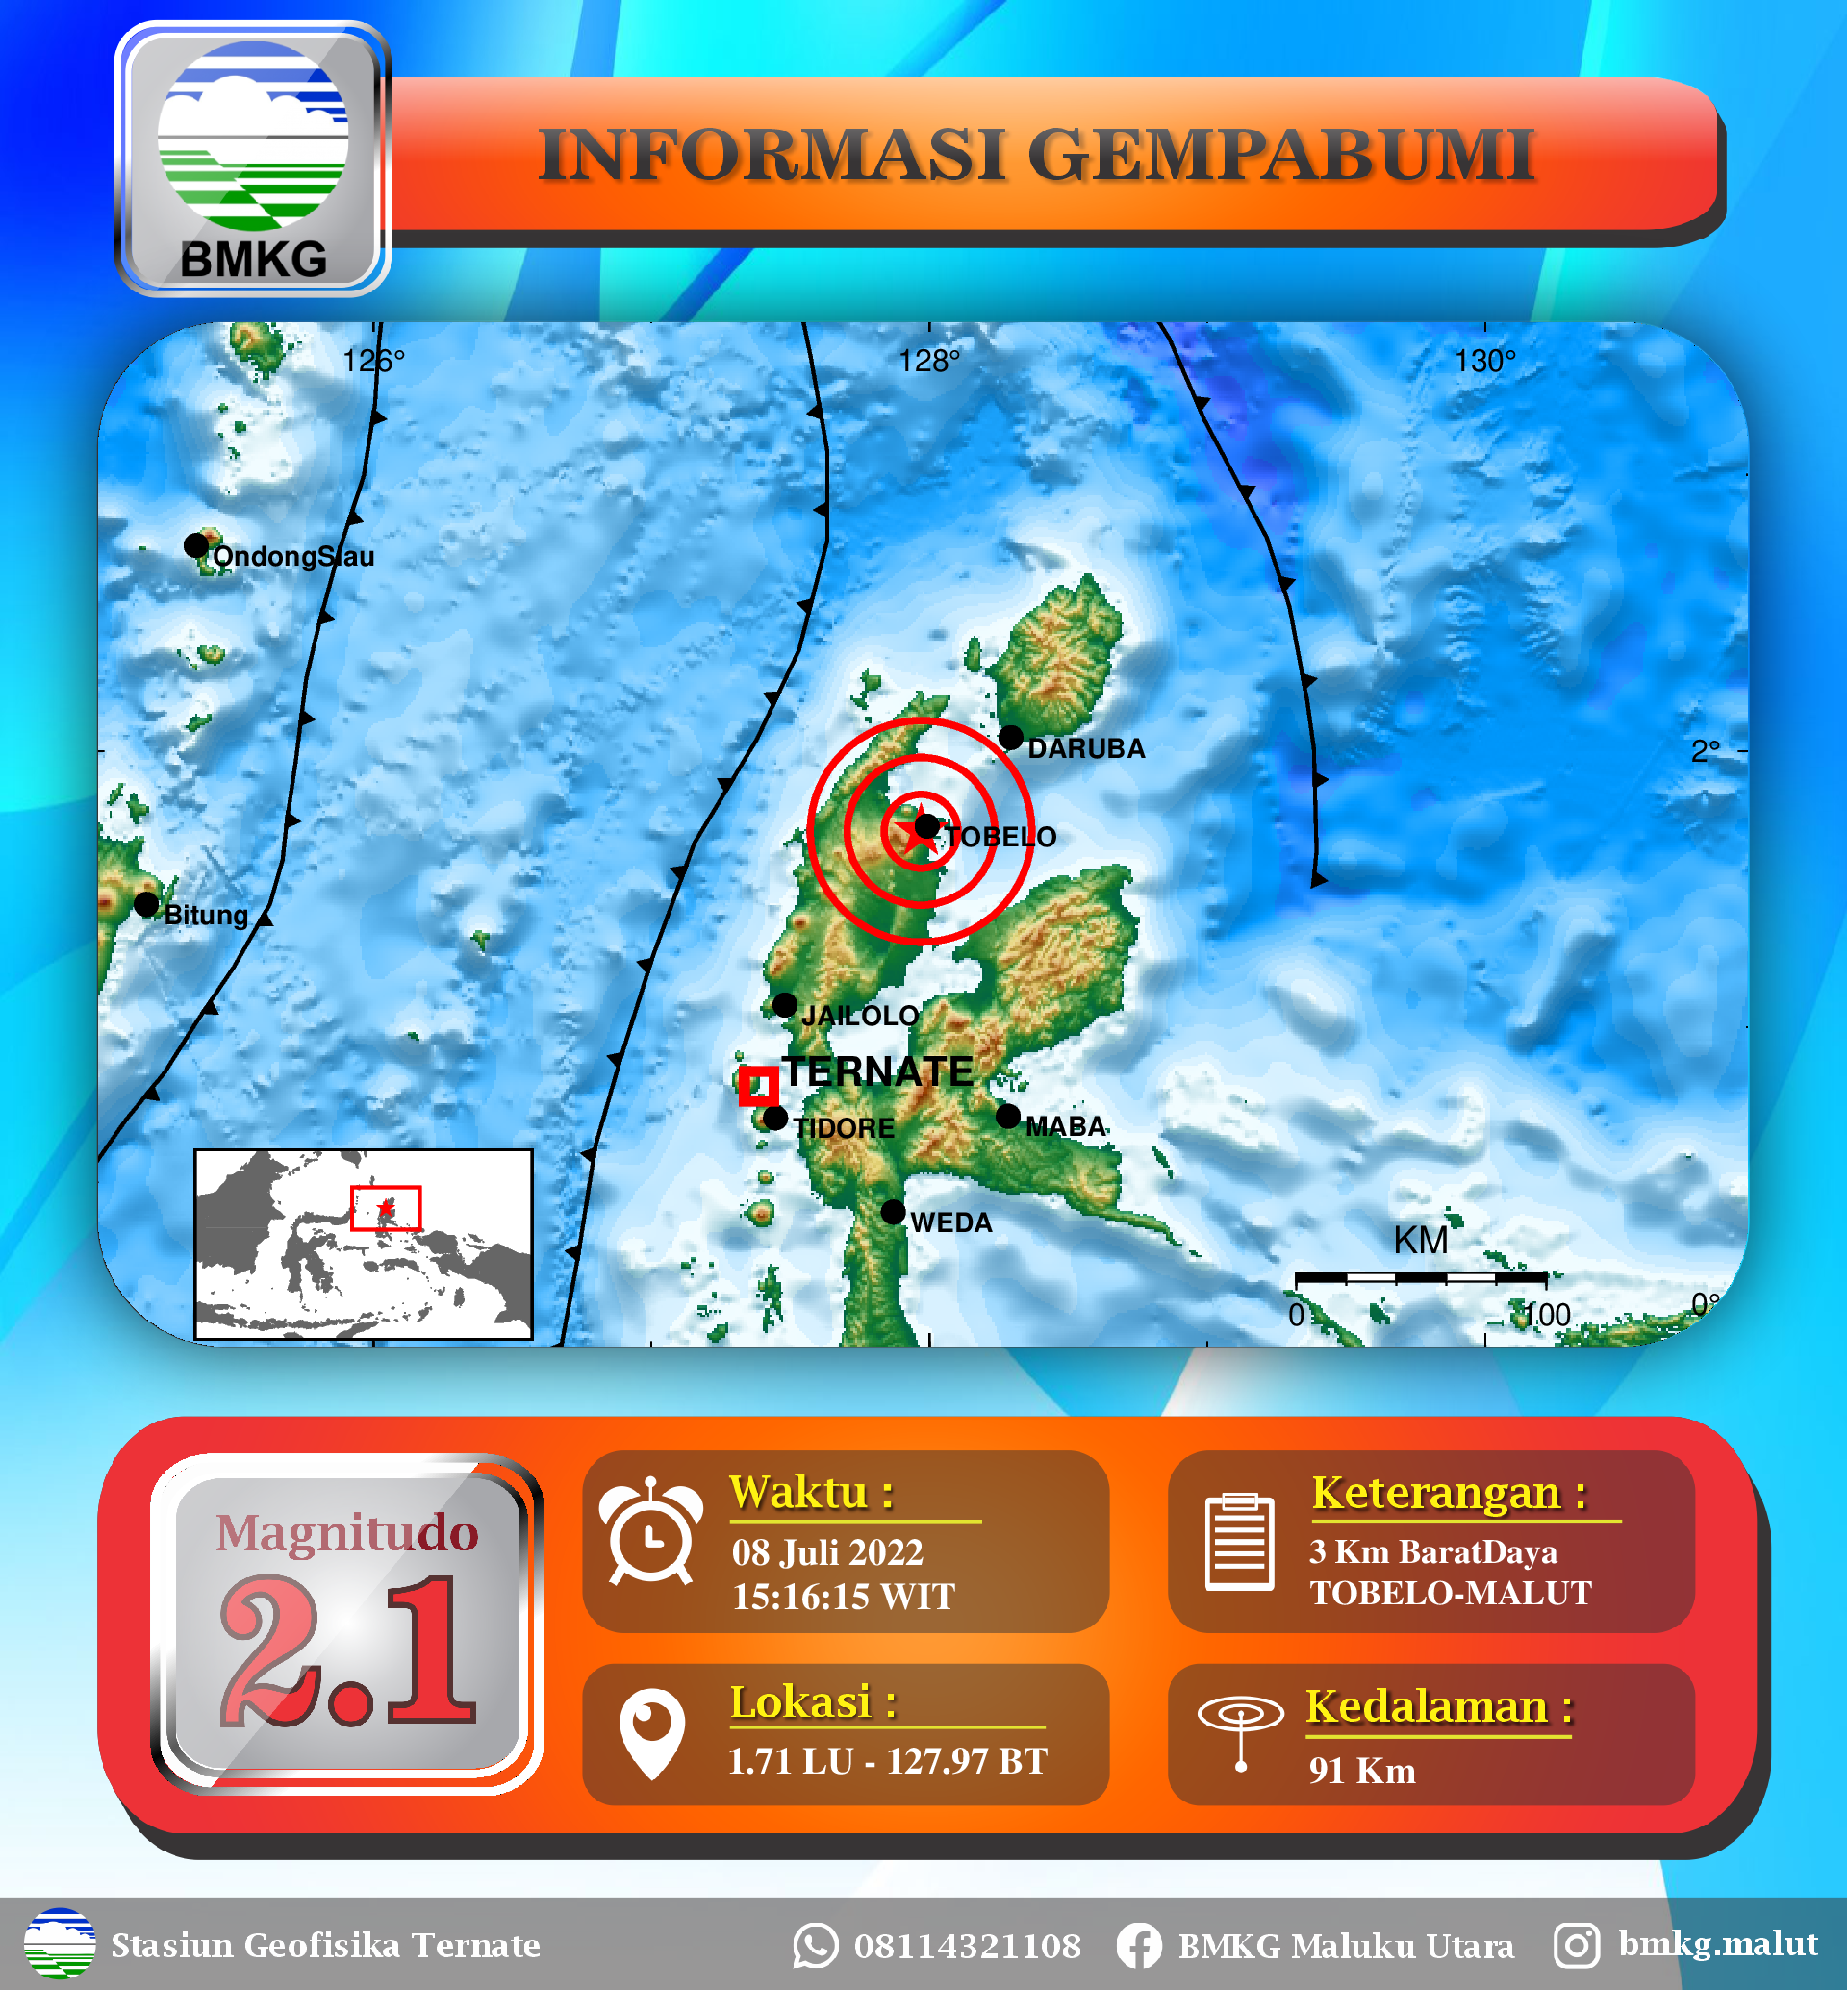 BMKG
INFORMASI GEMPABUMI
126°
128°
130°
OndongSIau
DARUBA
2°
TOBELO
Bitung
JAILOLO
TERNATE
TIDORE
MABA
WEDA
KM
0
100
0°
Magnitudo
2.1
Waktu :
08 Juli 2022
15:16:15 WIT
Keterangan :
3 Km BaratDaya
TOBELO-MALUT
Lokasi :
1.71 LU - 127.97 BT
Kedalaman :
91 Km
Stasiun Geofisika Ternate
08114321108
BMKG Maluku Utara
bmkg.malut